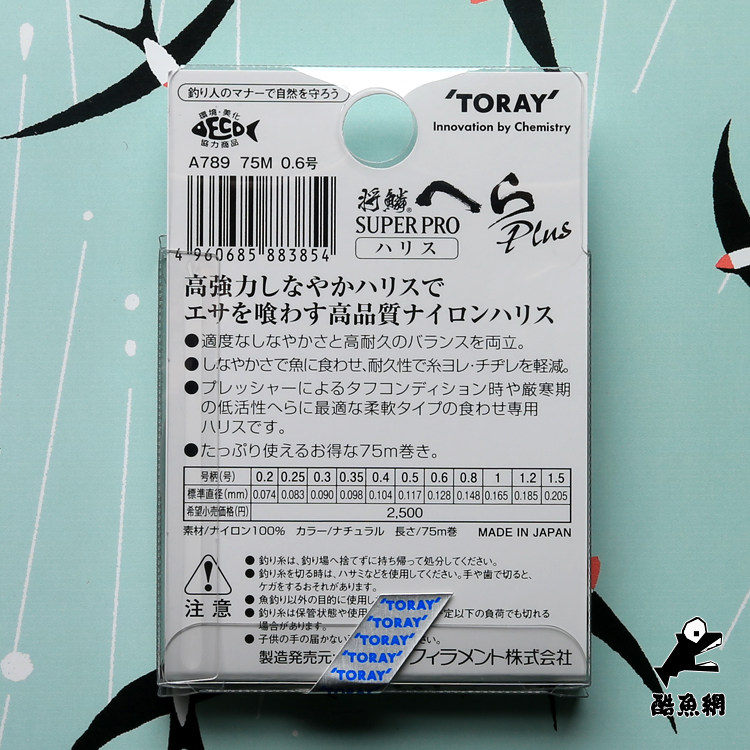 釣り人のマナーで自然を守ろう
環境・美化
ECO
協力商品
'TORAY'
Innovation by Chemistry
A789 75M 0.6号
4 960685 883854
将鱗® へら
SUPER PRO Plus
ハリス
高強力しなやかハリスで
エサを喰わす高品質ナイロンハリス
●適度なしなやかさと高耐久のバランスを両立。
●しなやかさで魚に食わせ、耐久性で糸ヨレ・チヂレを軽減。
●プレッシャーによるタフコンディション時や厳寒期
の低活性へらに最適な柔軟タイプの食わせ専用
ハリスです。
●たっぷり使えるお得な75m巻き。
号柄(号) 0.2 0.25 0.3 0.35 0.4 0.5 0.6 0.8 1 1.2 1.5
標準直径(mm) 0.074 0.083 0.090 0.098 0.104 0.117 0.128 0.148 0.165 0.185 0.205
希望小売価格(円) 2,500
素材/ナイロン100% カラー/ナチュラル 長さ/75m巻 MADE IN JAPAN
注意
●釣り糸は、釣り場へ捨てずに持ち帰って処分してください。
●釣り糸を切る時は、ハサミなどを使用してください。手や歯で切ると、
ケガをするおそれがあります。
●魚釣り以外の目的に使用し
●釣り糸は保管状態や使用 定以下の負荷でも切れる
場合があります。
●子供の手の届かない
製造発売元 フィラメント株式会社
'TORAY'
'TORAY'
'TORAY'
'TORAY'
'TORAY'
酷魚網